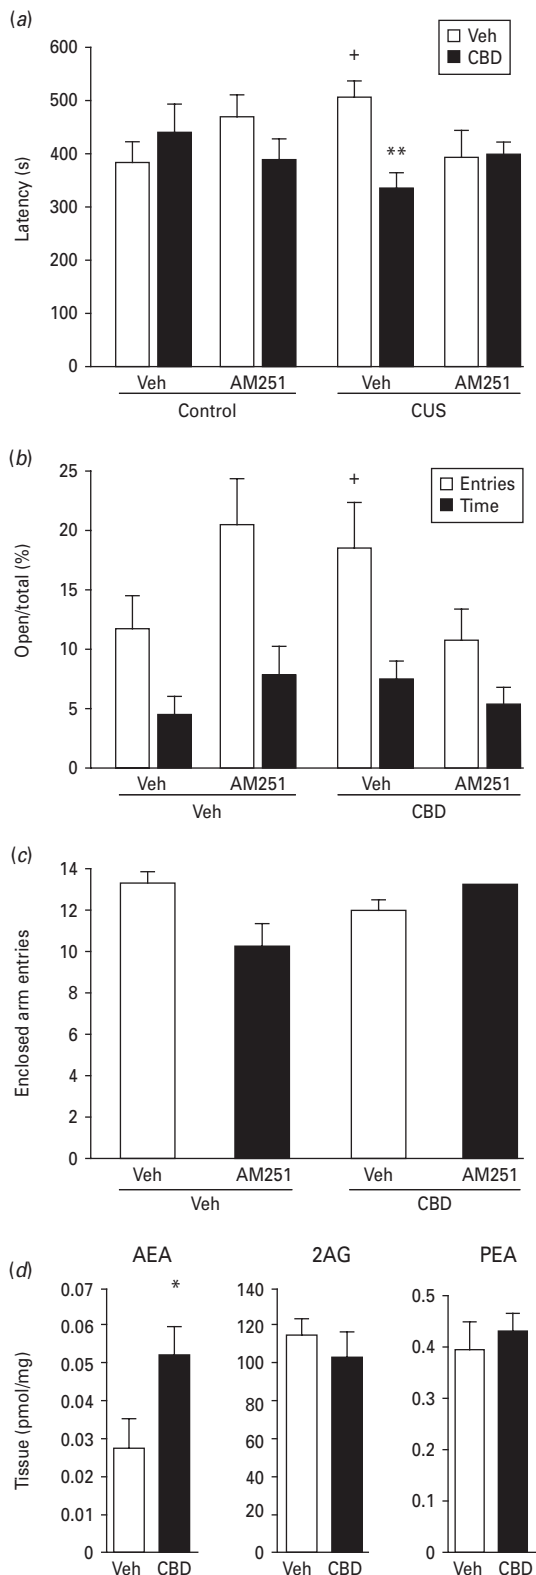 (a)
600
500
400
300
200
100
0
Latency (s)
Veh
CBD
+
**
Veh AM251 Veh AM251
Control CUS
(b)
25
20
15
10
5
0
Open/total (%)
Entries
Time
+
Veh AM251 Veh AM251
Veh CBD
(c)
14
12
10
8
6
4
2
0
Enclosed arm entries
Veh AM251 Veh AM251
Veh CBD
(d)
AEA 2AG PEA
Tissue (pmol/mg)
0.07
0.06
0.05
0.04
0.03
0.02
0.01
0
*
Veh CBD
140
120
100
80
60
40
20
0
Veh CBD
0.5
0.4
0.3
0.2
0.1
0
Veh CBD